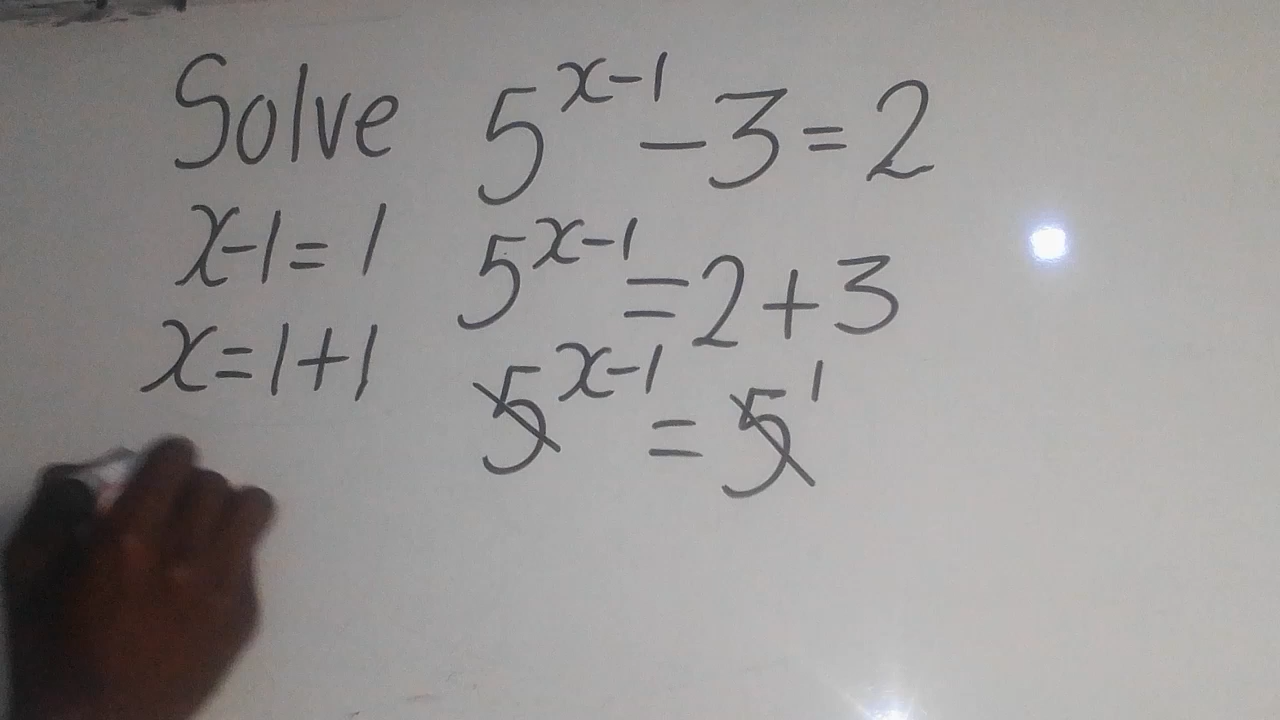 Solve 5^{x-1} - 3 = 2
5^{x-1} = 2 + 3
5^{x-1} = 5^1
x-1 = 1
x = 1+1